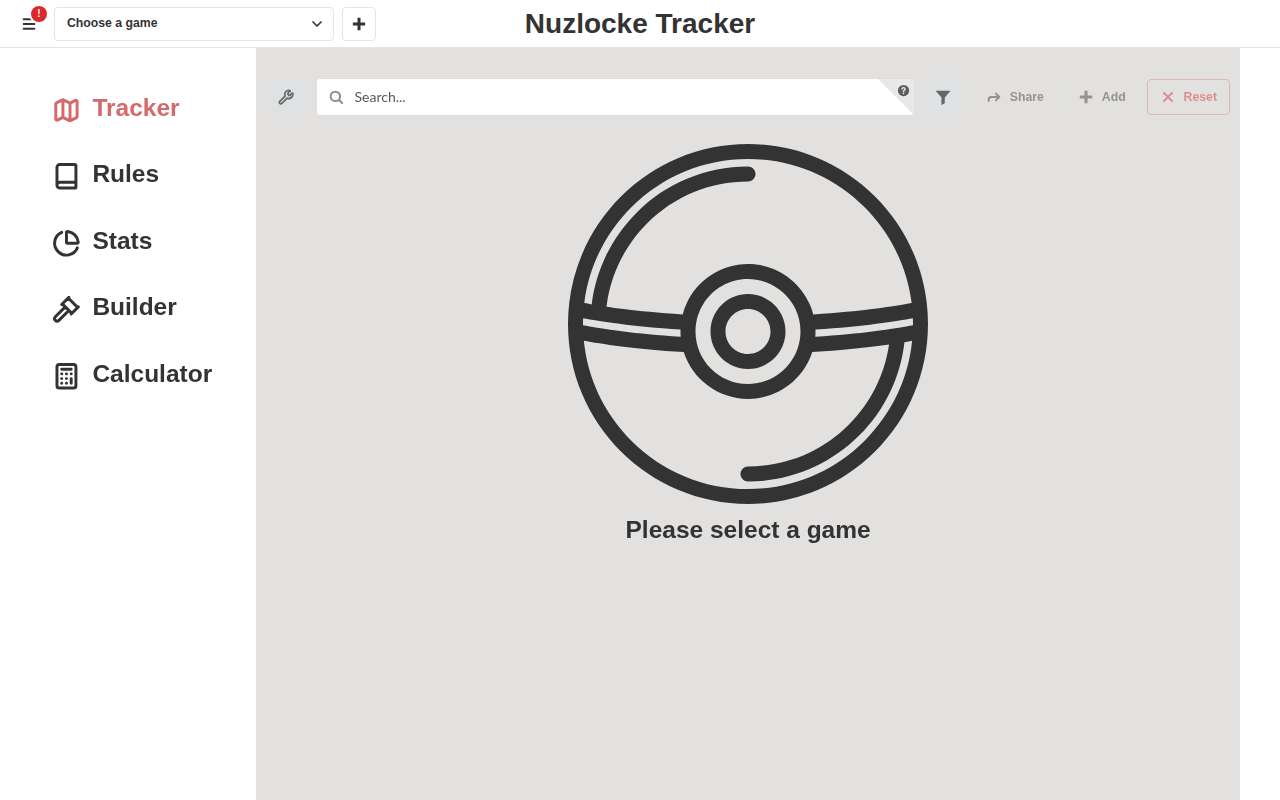 !
Choose a game
Nuzlocke Tracker
Tracker
Rules
Stats
Builder
Calculator
Search...
?
Share
Add
Reset
Please select a game